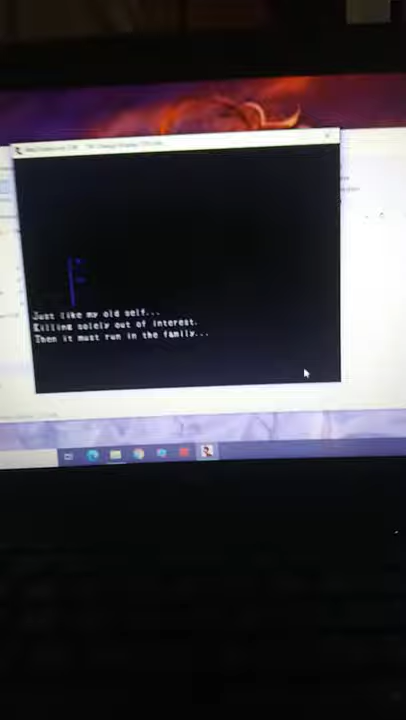 Just like my old self...
Killing solely out of interest.
Then it must run in the family...